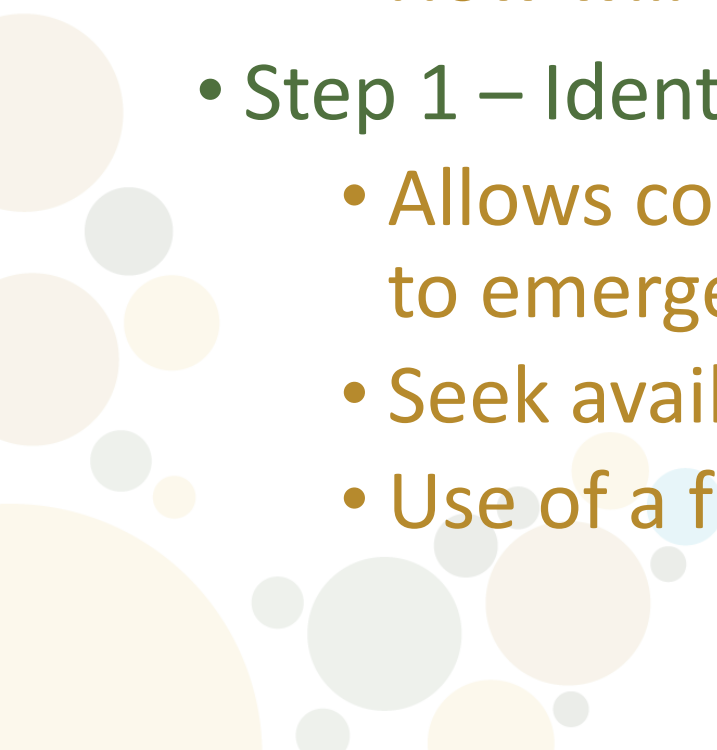 • Step 1 – Ident
• Allows co
to emerge
• Seek avail
• Use of a f